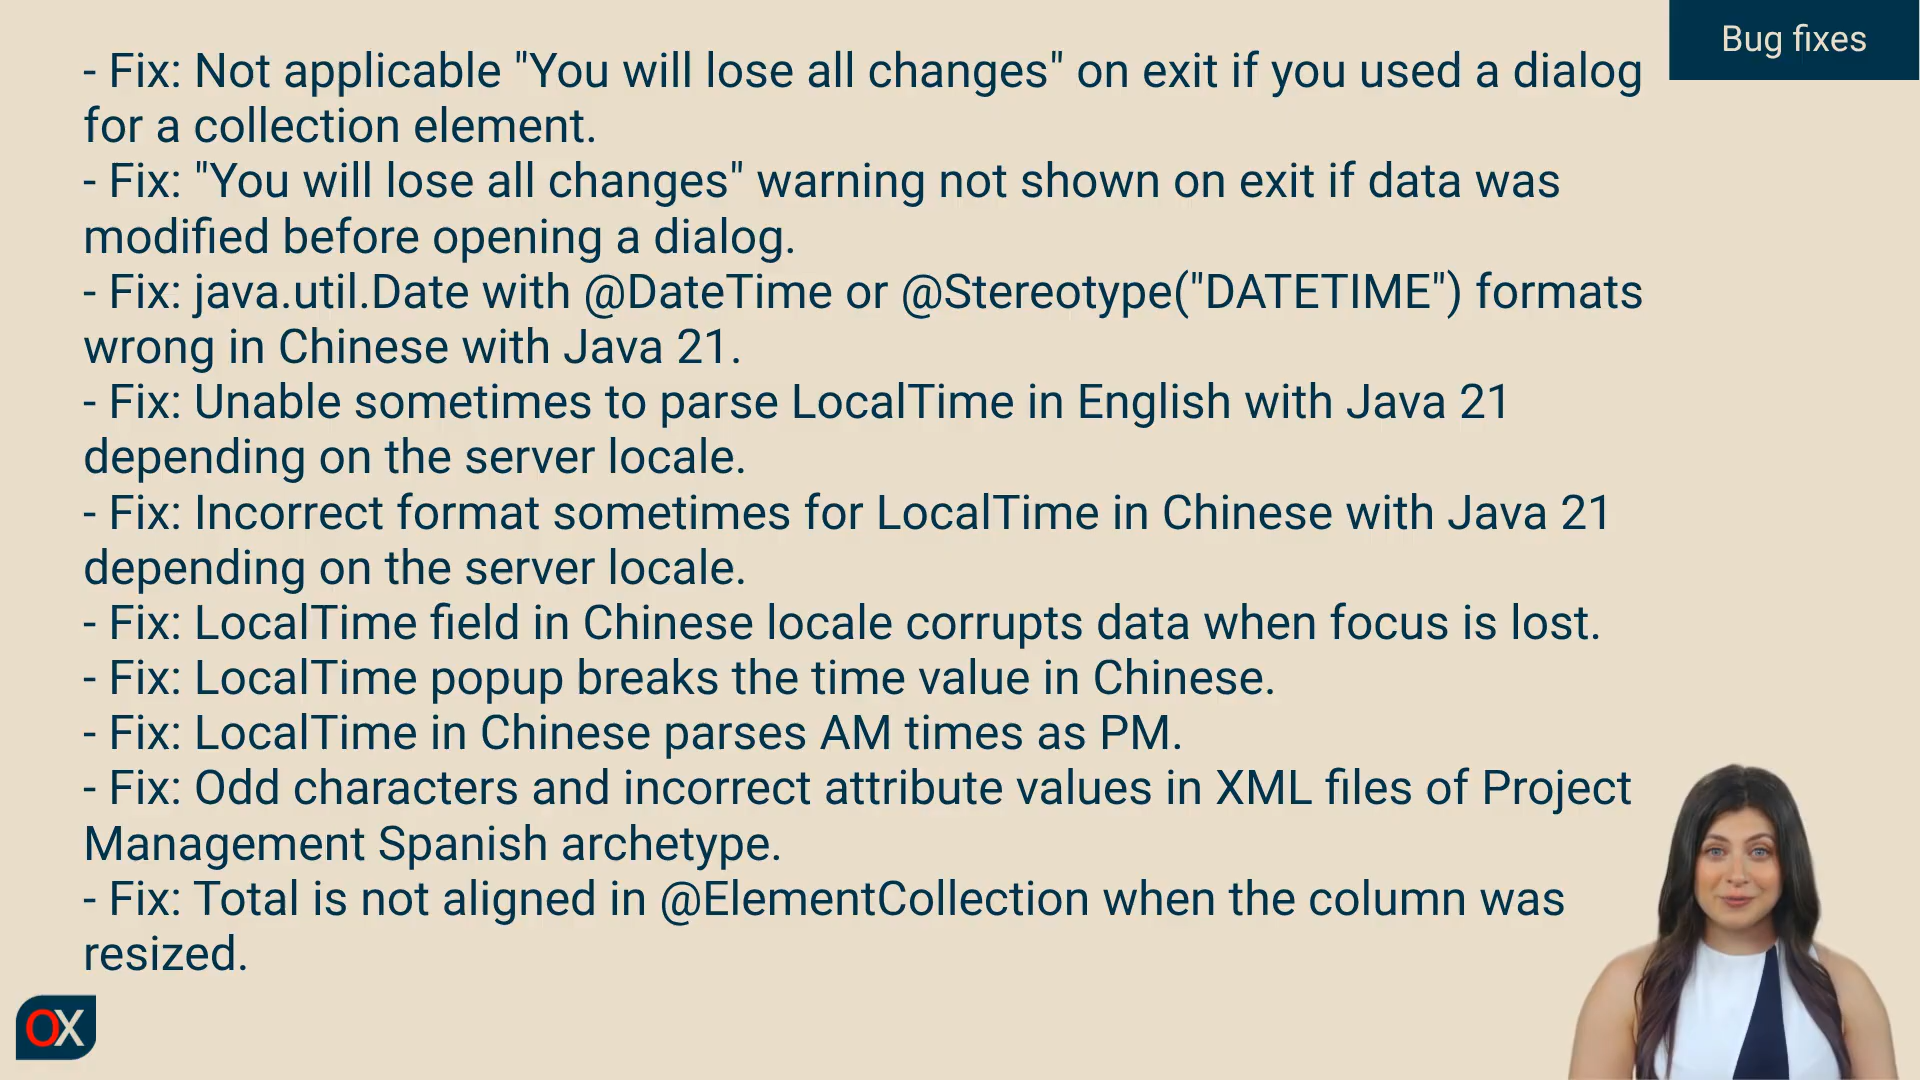 Bug fixes
- Fix: Not applicable "You will lose all changes" on exit if you used a dialog
for a collection element.
- Fix: "You will lose all changes" warning not shown on exit if data was
modified before opening a dialog.
- Fix: java.util.Date with @DateTime or @Stereotype("DATETIME") formats
wrong in Chinese with Java 21.
- Fix: Unable sometimes to parse LocalTime in English with Java 21
depending on the server locale.
- Fix: Incorrect format sometimes for LocalTime in Chinese with Java 21
depending on the server locale.
- Fix: LocalTime field in Chinese locale corrupts data when focus is lost.
- Fix: LocalTime popup breaks the time value in Chinese.
- Fix: LocalTime in Chinese parses AM times as PM.
- Fix: Odd characters and incorrect attribute values in XML files of Project
Management Spanish archetype.
- Fix: Total is not aligned in @ElementCollection when the column was
resized.
OX